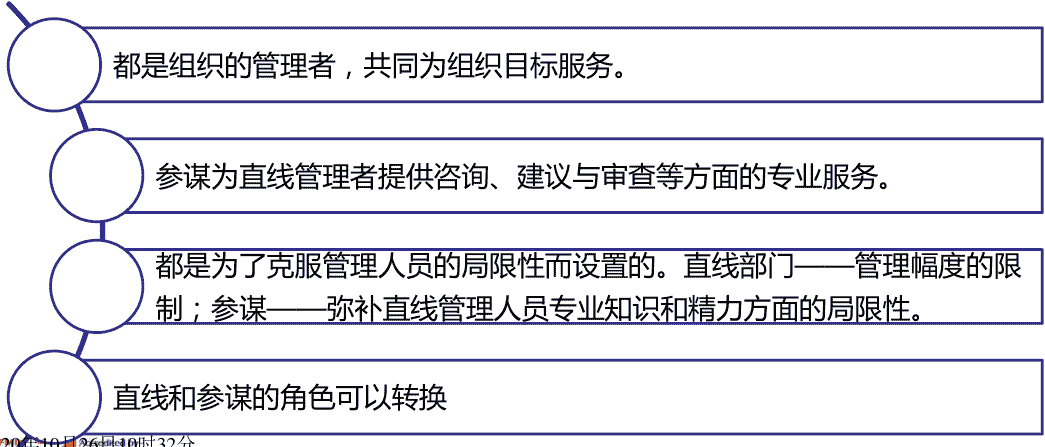 都是组织的管理者，共同为组织目标服务。
参谋为直线管理者提供咨询、建议与审查等方面的专业服务。
都是为了克服管理人员的局限性而设置的。直线部门——管理幅度的限
制；参谋——弥补直线管理人员专业知识和精力方面的局限性。
直线和参谋的角色可以转换